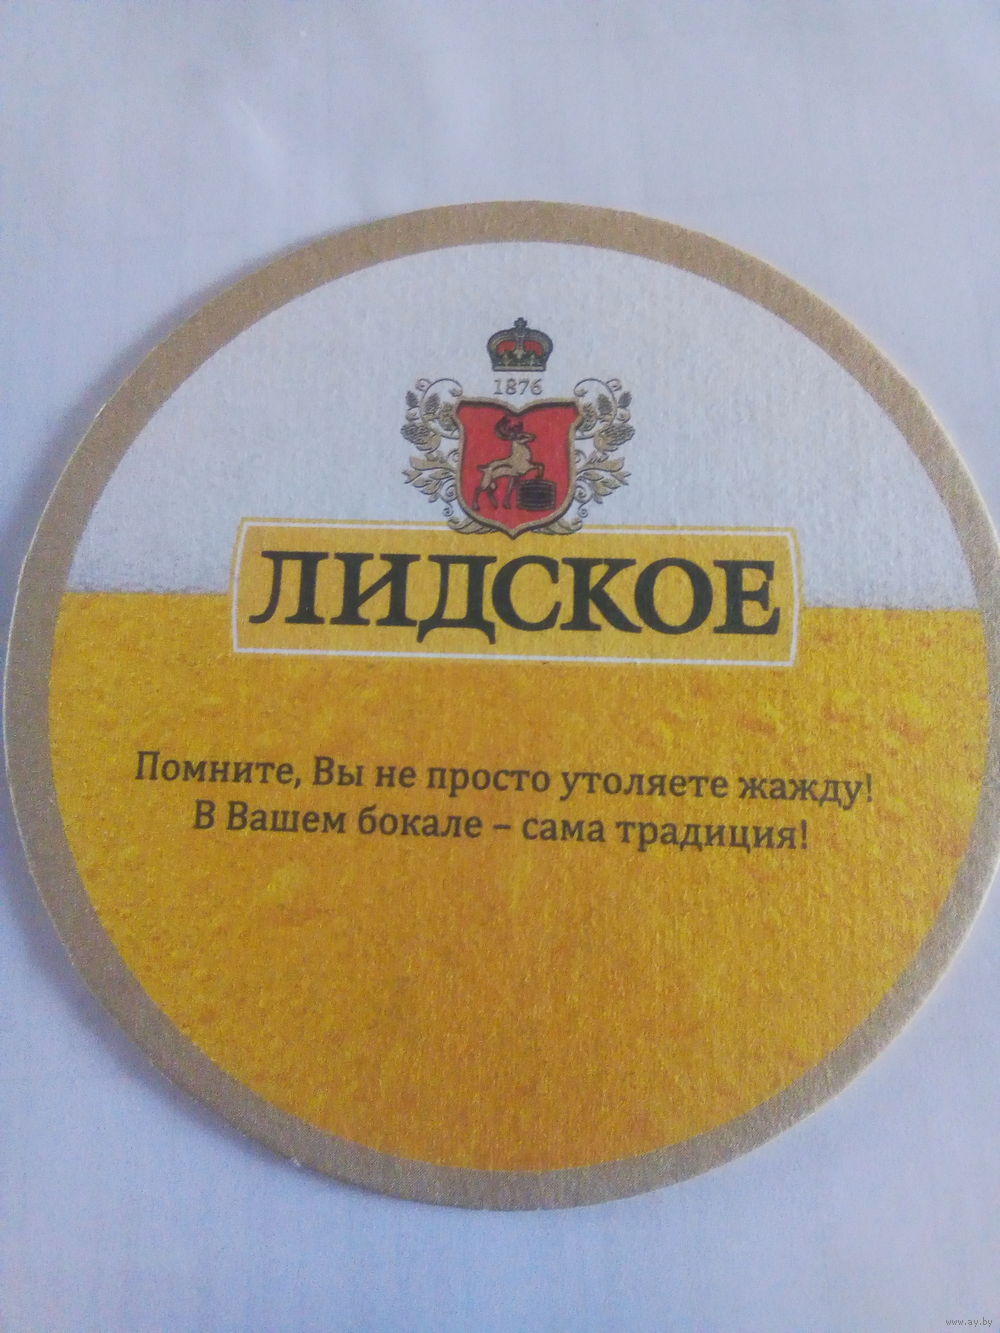 1876
ЛИДСКОЕ
Помните, Вы не просто утоляете жажду!
В Вашем бокале – сама традиция!
www.ay.by